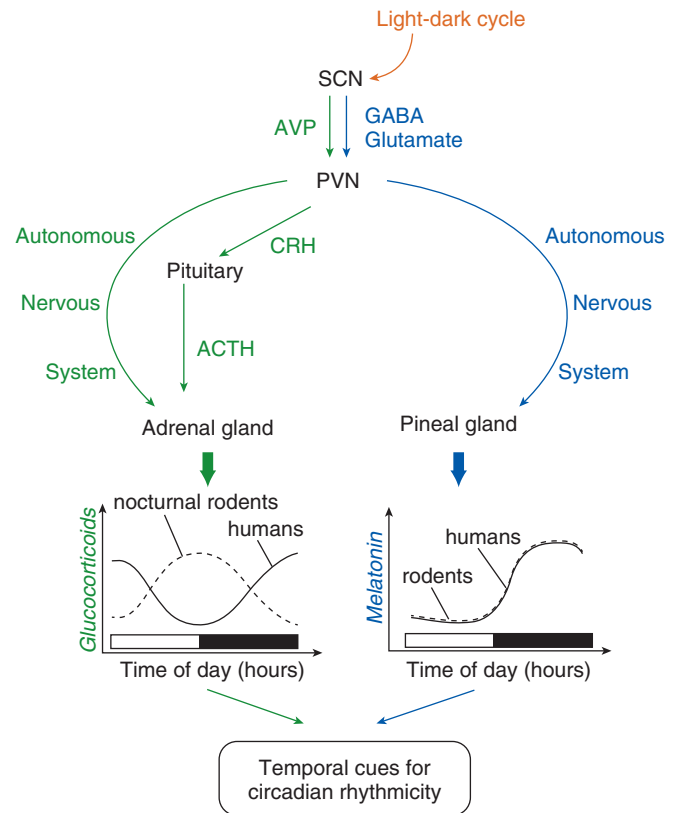 Light-dark cycle
SCN
AVP
GABA
Glutamate
PVN
Autonomous
Nervous
System
CRH
Pituitary
ACTH
Autonomous
Nervous
System
Adrenal gland
Pineal gland
Glucocorticoids
nocturnal rodents
humans
Time of day (hours)
Melatonin
humans
rodents
Time of day (hours)
Temporal cues for
circadian rhythmicity